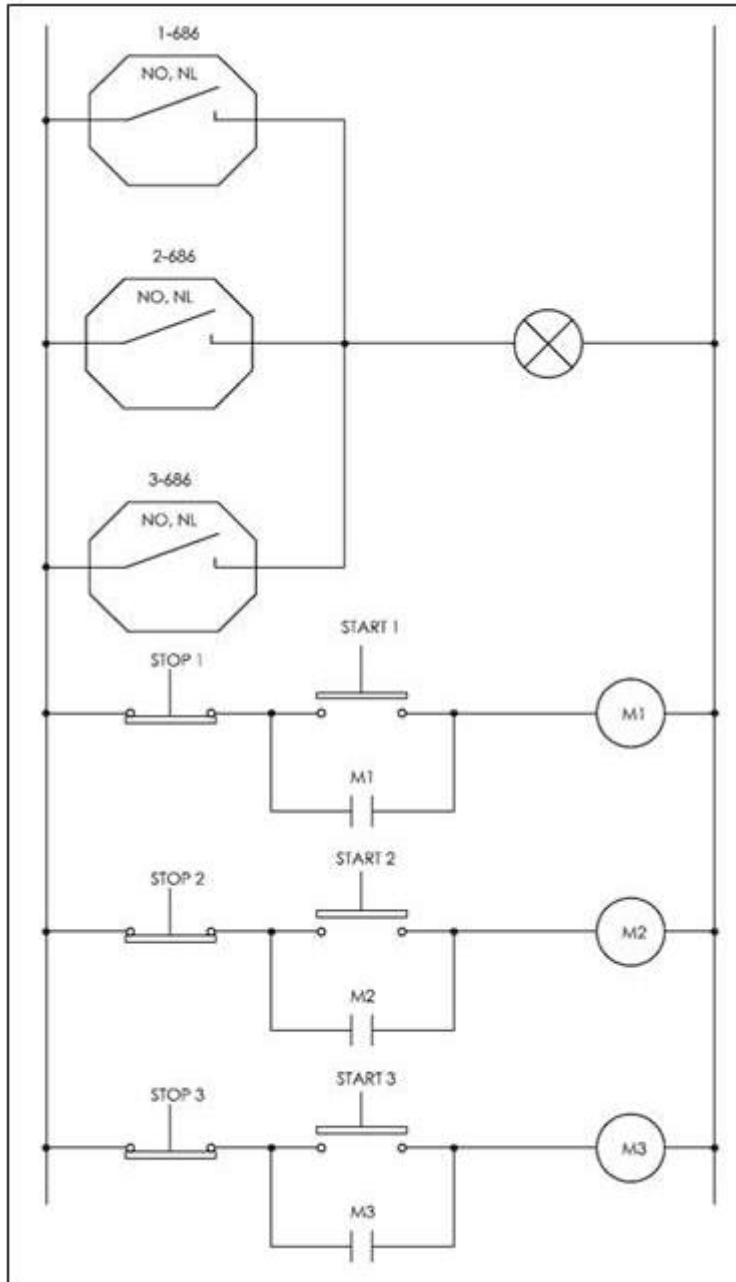 1-686
NO, NL
2-686
NO, NL
3-686
NO, NL
START 1
STOP 1
M1
M1
START 2
STOP 2
M2
M2
START 3
STOP 3
M3
M3